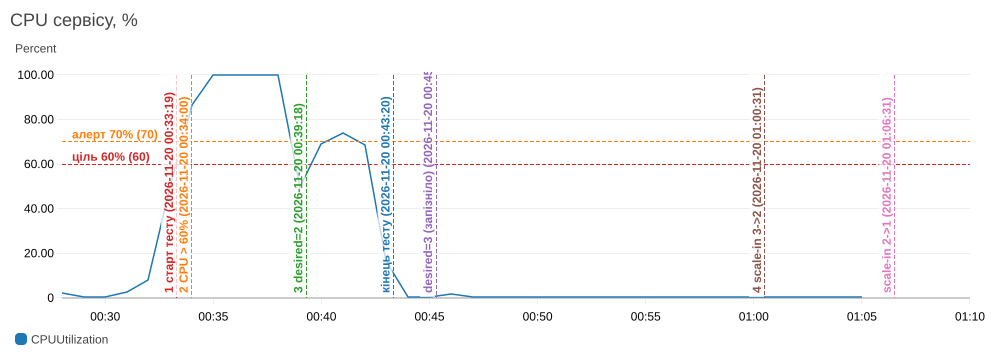 CPU сервісу, %
Percent
100.00
80.00
60.00
40.00
20.00
0
алерт 70% (70)
ціль 60% (60)
1 старт тесту (2026-11-20 00:33:19)
2 CPU > 60% (2026-11-20 00:34:00)
3 desired=2 (2026-11-20 00:39:18)
кінець тесту (2026-11-20 00:43:20)
desired=3 (запізніло) (2026-11-20 00:45
4 scale-in 3->2 (2026-11-20 01:00:31)
scale-in 2->1 (2026-11-20 01:06:31)
00:30
00:35
00:40
00:45
00:50
00:55
01:00
01:05
01:10
CPUUtilization